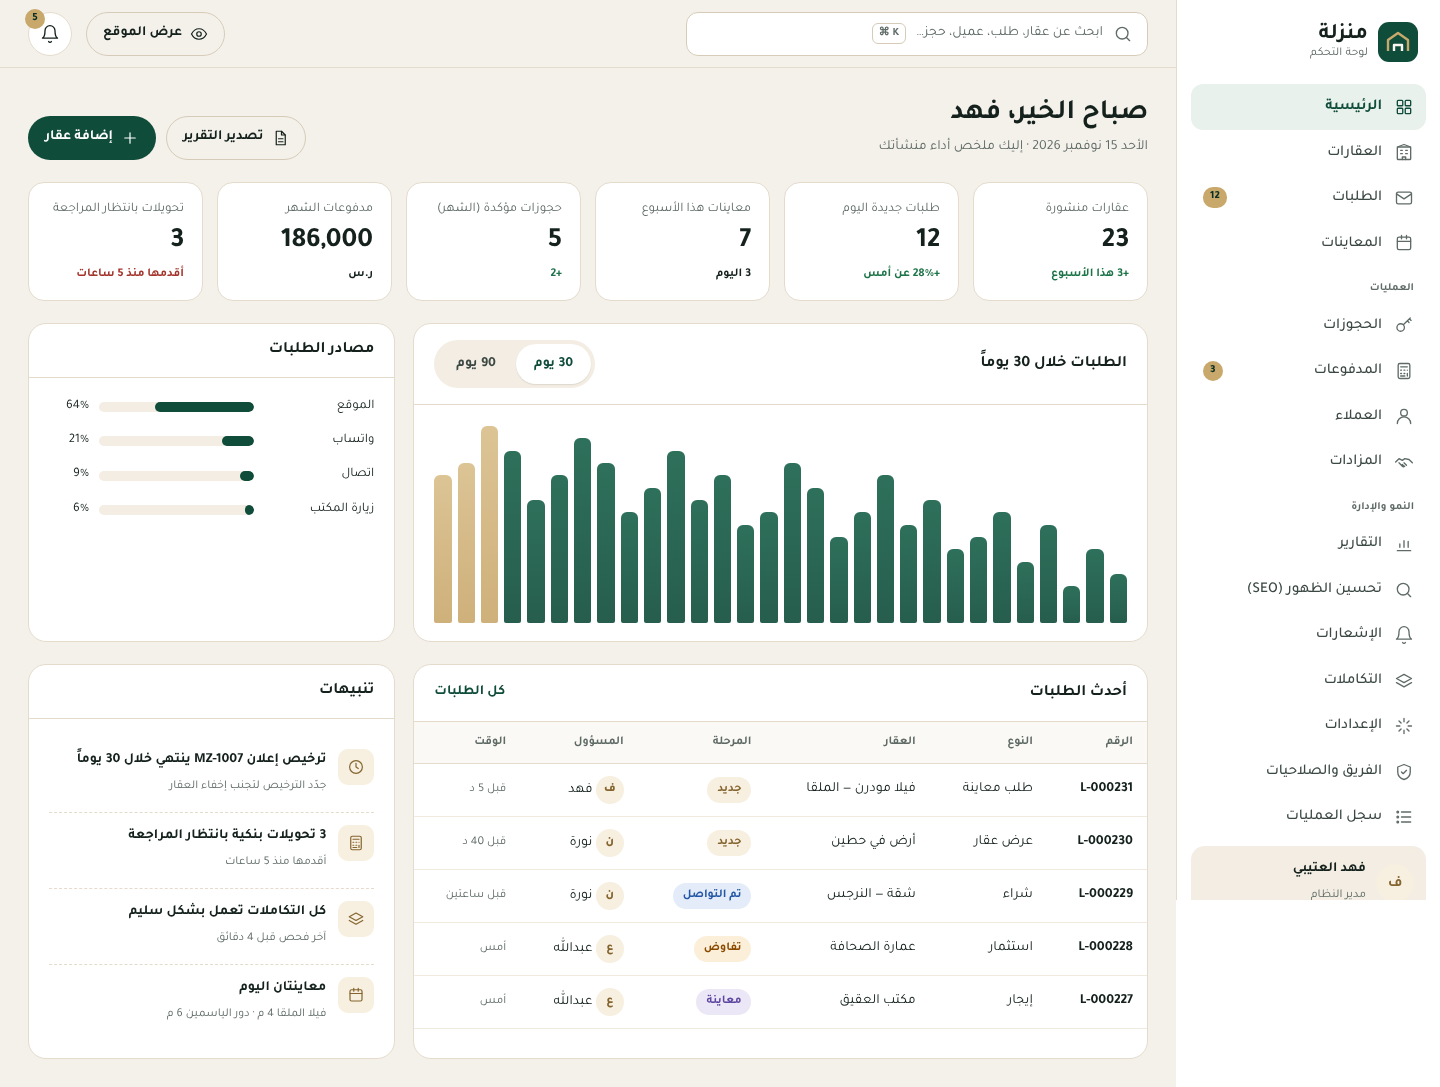 منزلة
لوحة التحكم
الرئيسية
العقارات
الطلبات 12
المعاينات
العمليات
الحجوزات
المدفوعات 3
العملاء
المزادات
النمو والإدارة
التقارير
تحسين الظهور (SEO)
الإشعارات
التكاملات
الإعدادات
الفريق والصلاحيات
سجل العمليات
ف
فهد العتيبي
مدير النظام
ابحث عن عقار، طلب، عميل، حجز... ⌘ K
عرض الموقع
5
صباح الخير، فهد
الأحد 15 نوفمبر 2026 · إليك ملخص أداء منشأتك
تصدير التقرير
إضافة عقار
عقارات منشورة
23
+3 هذا الأسبوع
طلبات جديدة اليوم
12
+28% عن أمس
معاينات هذا الأسبوع
7
3 اليوم
حجوزات مؤكدة (الشهر)
5
+2
مدفوعات الشهر
186,000
ر.س
تحويلات بانتظار المراجعة
3
أقدمها منذ 5 ساعات
الطلبات خلال 30 يوماً
30 يوم
90 يوم
مصادر الطلبات
الموقع 64%
واتساب 21%
اتصال 9%
زيارة المكتب 6%
أحدث الطلبات
كل الطلبات
الرقم النوع العقار المرحلة المسؤول الوقت
L-000231 طلب معاينة فيلا مودرن – الملقا جديد ف فهد قبل 5 د
L-000230 عرض عقار أرض في حطين جديد ن نورة قبل 40 د
L-000229 شراء شقة – النرجس تم التواصل ن نورة قبل ساعتين
L-000228 استثمار عمارة الصحافة تفاوض ع عبدالله أمس
L-000227 إيجار مكتب العقيق معاينة ع عبدالله أمس
تنبيهات
ترخيص إعلان MZ-1007 ينتهي خلال 30 يوماً
جدّد الترخيص لتجنب إخفاء العقار
3 تحويلات بنكية بانتظار المراجعة
أقدمها منذ 5 ساعات
كل التكاملات تعمل بشكل سليم
آخر فحص قبل 4 دقائق
معاينتان اليوم
فيلا الملقا 4 م · دور الياسمين 6 م